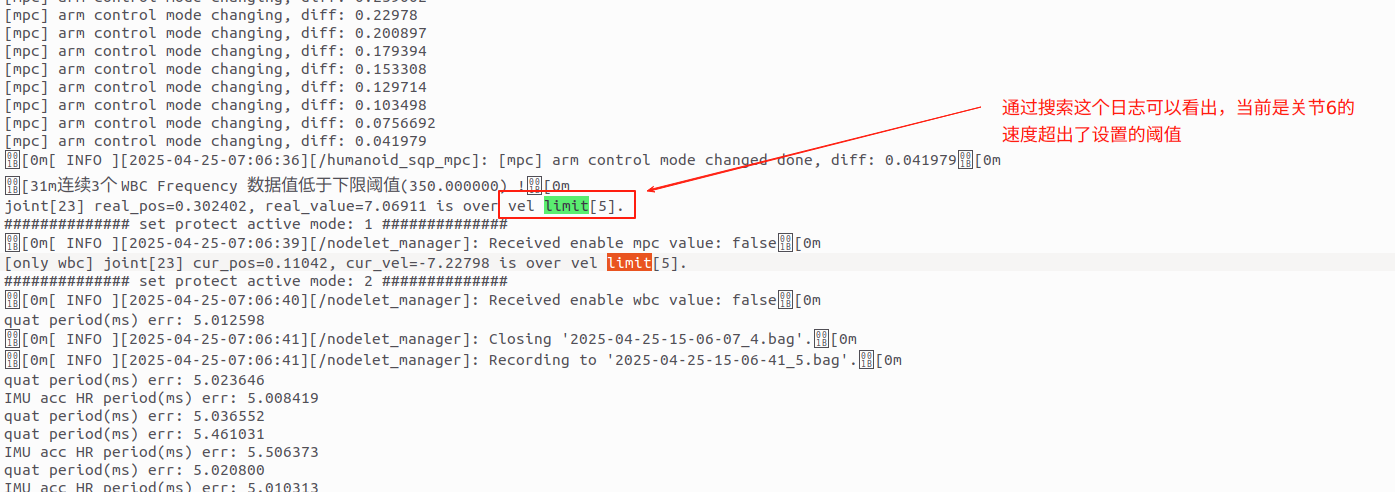 [mpc] arm control mode changing, diff: 0.22978
[mpc] arm control mode changing, diff: 0.200897
[mpc] arm control mode changing, diff: 0.179394
[mpc] arm control mode changing, diff: 0.153308
[mpc] arm control mode changing, diff: 0.129714
[mpc] arm control mode changing, diff: 0.103498
[mpc] arm control mode changing, diff: 0.0756692
[mpc] arm control mode changing, diff: 0.041979
通过搜索这个日志可以看出，当前是关节6的
速度超出了设置的阈值
[0m[ INFO ][2025-04-25-07:06:36][/humanoid_sqp_mpc]: [mpc] arm control mode changed done, diff: 0.041979[0m
[31m连续3个 WBC Frequency 数据值低于下限阈值(350.000000) ![0m
joint[23] real_pos=0.302402, real_value=7.06911 is over vel limit[5].
############## set protect active mode: 1 ##############
[0m[ INFO ][2025-04-25-07:06:39][/nodelet_manager]: Received enable mpc value: false[0m
[only wbc] joint[23] cur_pos=0.11042, cur_vel=-7.22798 is over vel limit[5].
############## set protect active mode: 2 ##############
[0m[ INFO ][2025-04-25-07:06:40][/nodelet_manager]: Received enable wbc value: false[0m
quat period(ms) err: 5.012598
[0m[ INFO ][2025-04-25-07:06:41][/nodelet_manager]: Closing '2025-04-25-15-06-07_4.bag'.[0m
[0m[ INFO ][2025-04-25-07:06:41][/nodelet_manager]: Recording to '2025-04-25-15-06-41_5.bag'.[0m
quat period(ms) err: 5.023646
IMU acc HR period(ms) err: 5.008419
quat period(ms) err: 5.036552
quat period(ms) err: 5.461031
IMU acc HR period(ms) err: 5.506373
quat period(ms) err: 5.020800
IMU acc HR period(ms) err: 5.010313